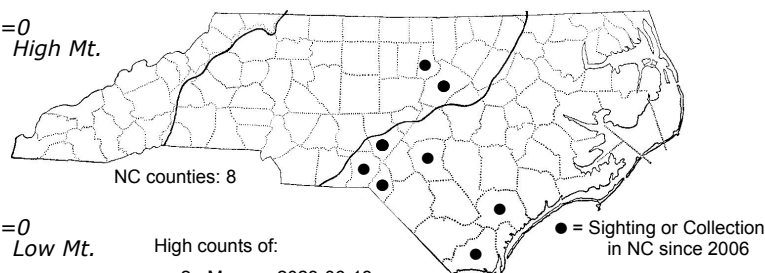 =0
High Mt.
NC counties: 8
=0
Low Mt.
High counts of:
● = Sighting or Collection
in NC since 2006